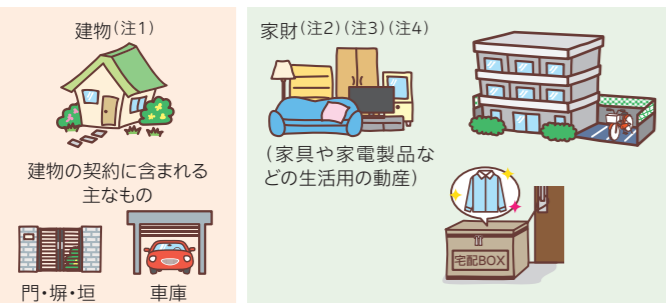 建物(注1)
建物の契約に含まれる
主なもの
門・塀・垣
車庫
家財(注2)(注3)(注4)
(家具や家電製品な
どの生活用の動産)
宅配BOX